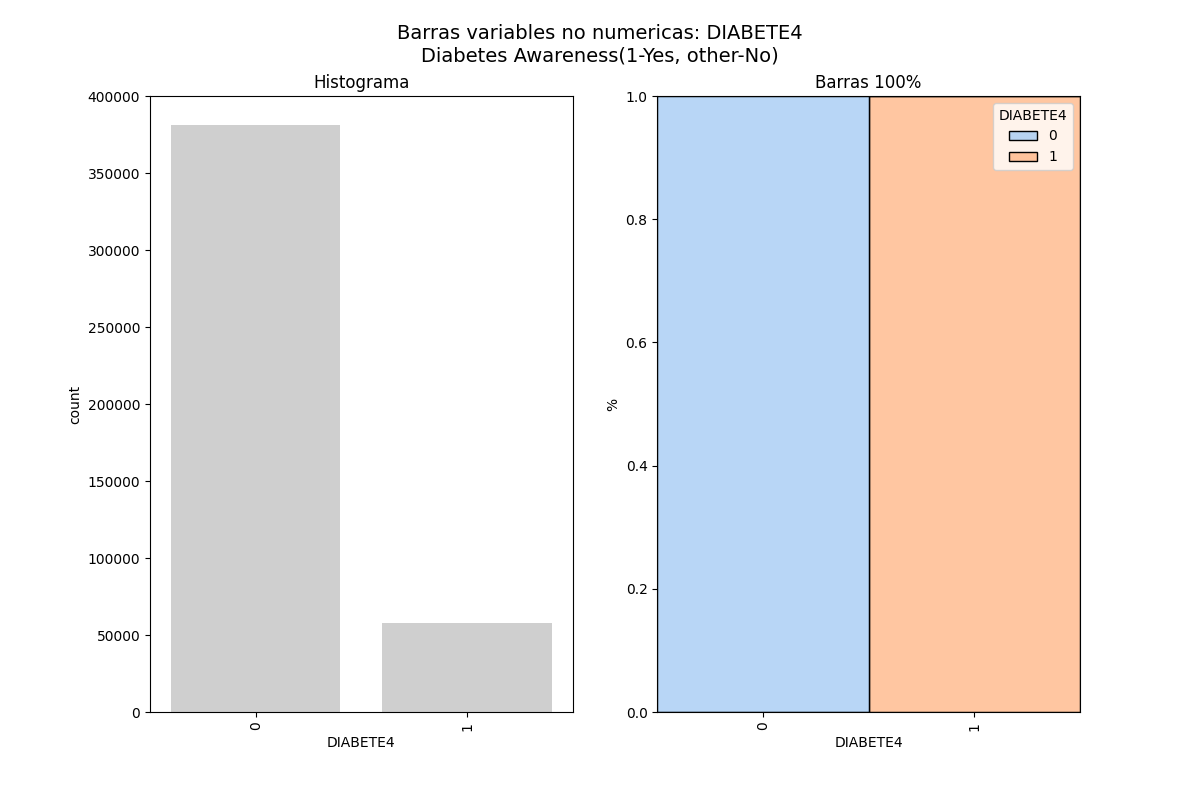 Barras variables no numericas: DIABETE4
Diabetes Awareness(1-Yes, other-No)
Histograma
400000
350000
300000
250000
200000
150000
100000
50000
0
count
0
1
DIABETE4
Barras 100%
1.0
0.8
0.6
0.4
0.2
0.0
%
DIABETE4
0
1
0
1
DIABETE4